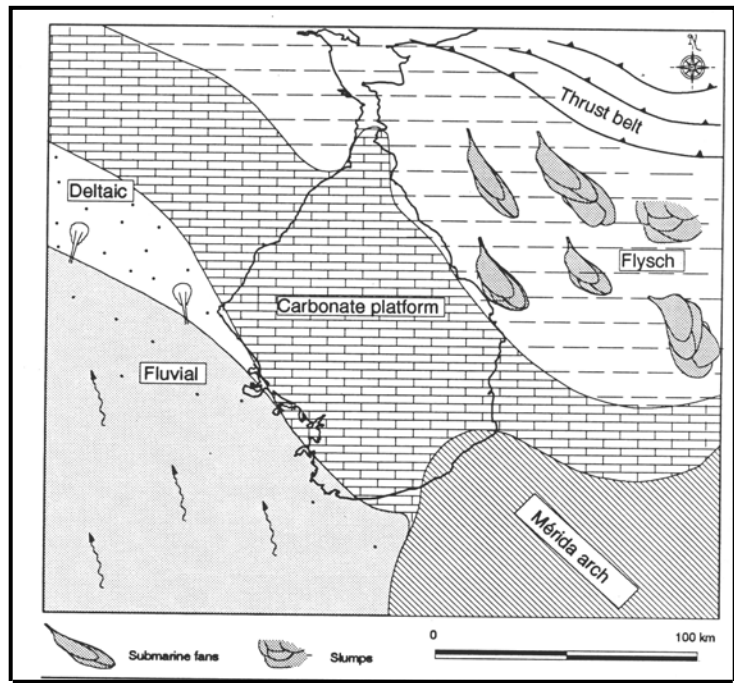 N
Thrust belt
Deltaic
Flysch
Carbonate platform
Fluvial
Mérida arch
0
100 km
Submarine fans
Slumps